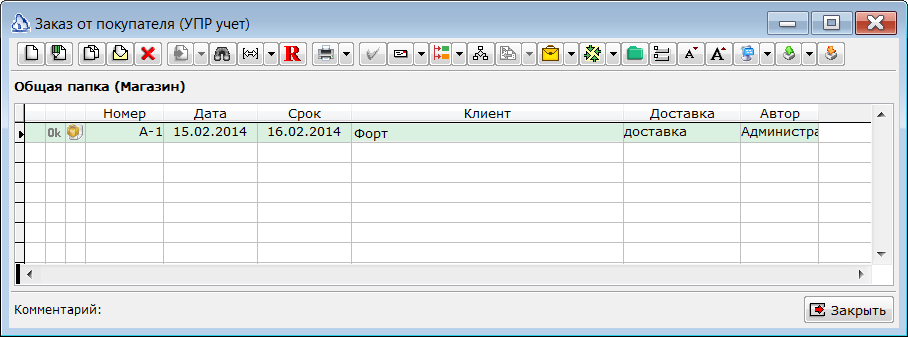 Заказ от покупателя (УПР учет)
R A A
Общая папка (Магазин)
Номер Дата Срок Клиент Доставка Автор
Ok А-1 15.02.2014 16.02.2014 Форт доставка Администра
Комментарий: Закрыть